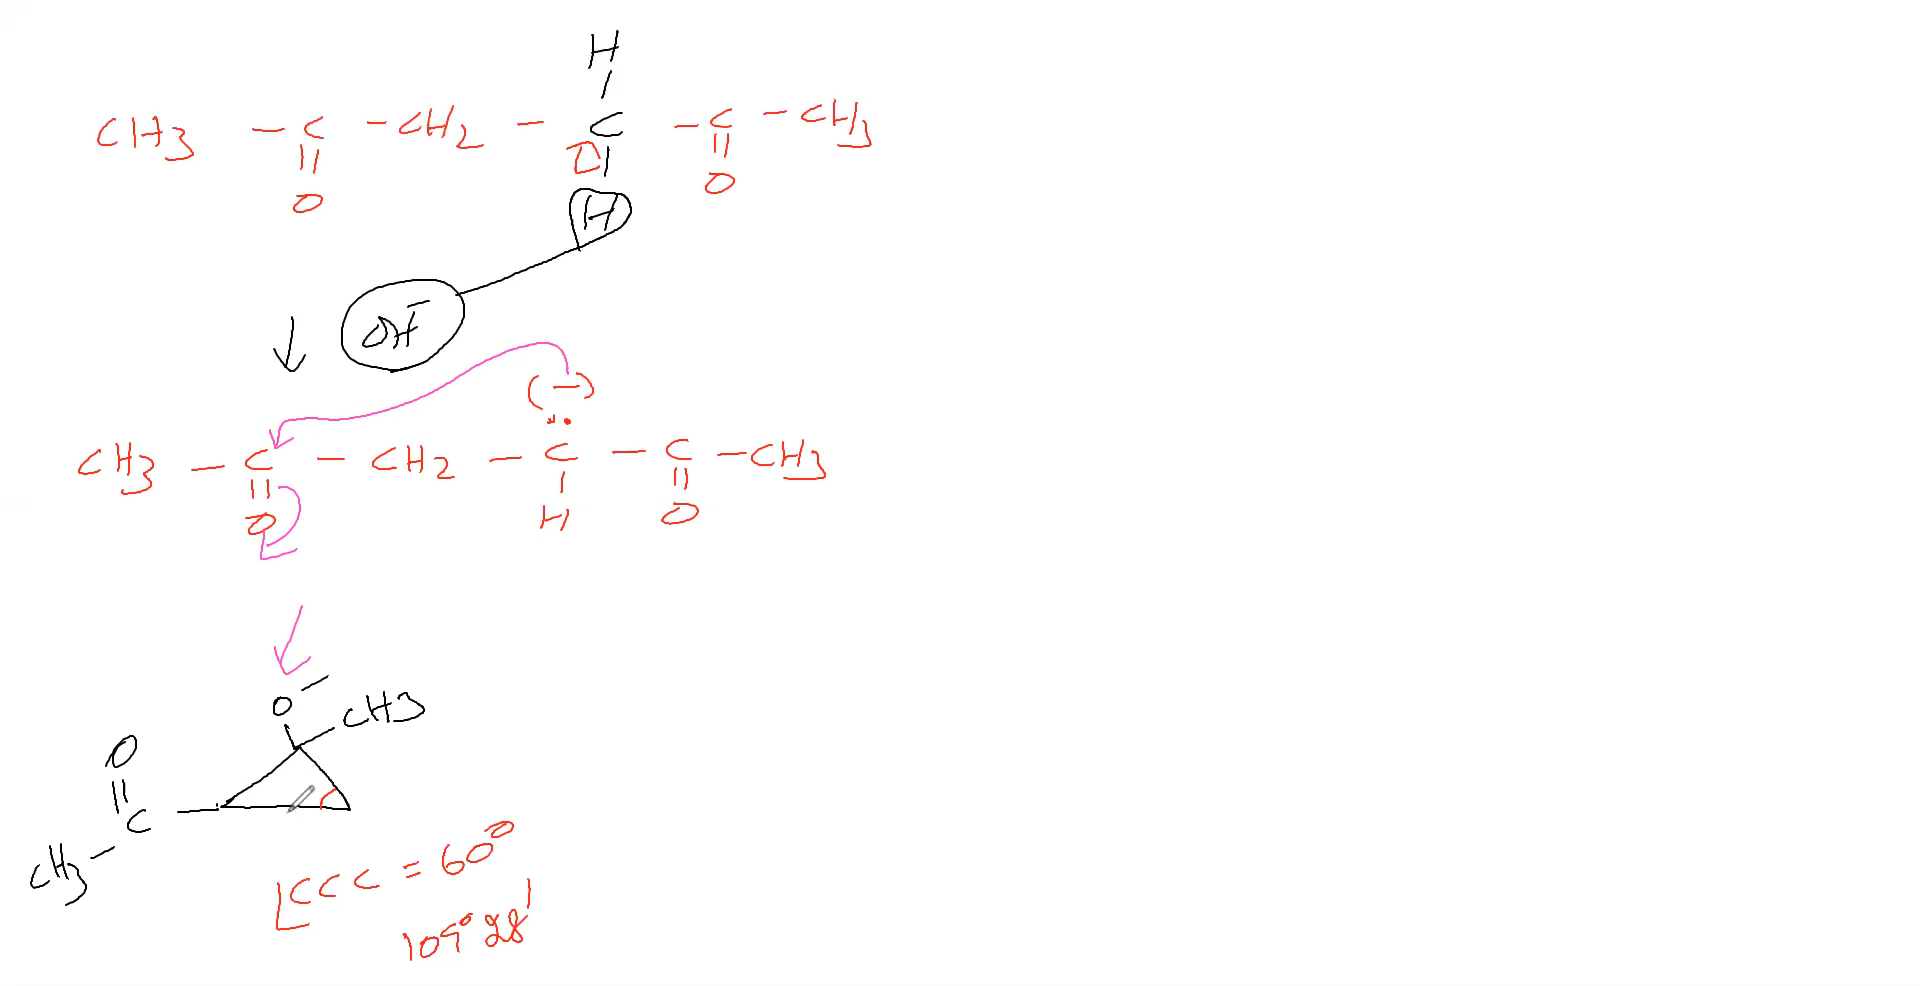 H
CH3 - C - CH2 - C - C - CH3
O D O
H
OH-
(-)
CH3 - C - CH2 - C - C - CH3
O H O
O-
CH3
O
C
CH3
CCC = 60°
109° 28'